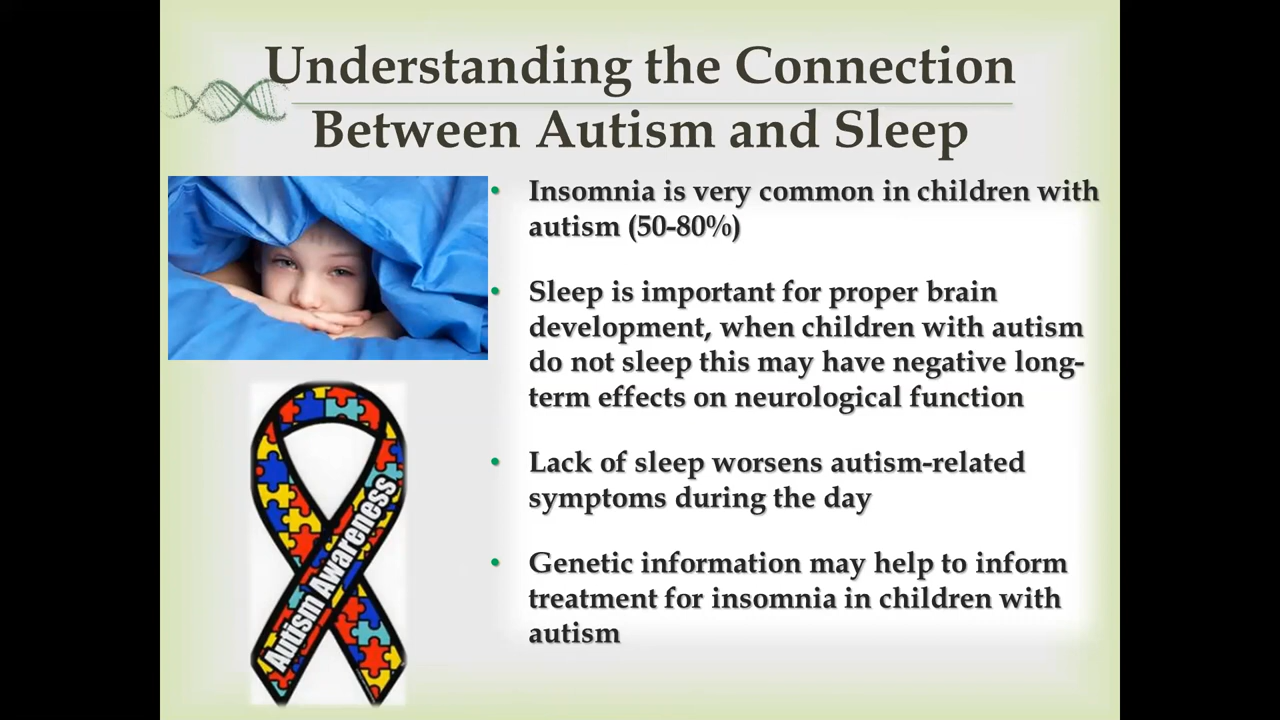 Understanding the Connection
Between Autism and Sleep
• Insomnia is very common in children with
autism (50-80%)
• Sleep is important for proper brain
development, when children with autism
do not sleep this may have negative long-
term effects on neurological function
• Lack of sleep worsens autism-related
symptoms during the day
• Genetic information may help to inform
treatment for insomnia in children with
autism
Autism Awareness